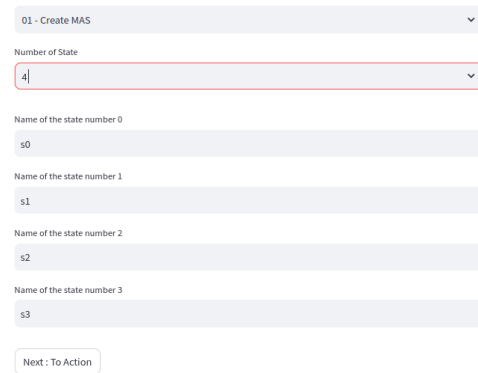 01 - Create MAS
Number of State
4
Name of the state number 0
s0
Name of the state number 1
s1
Name of the state number 2
s2
Name of the state number 3
s3
Next : To Action